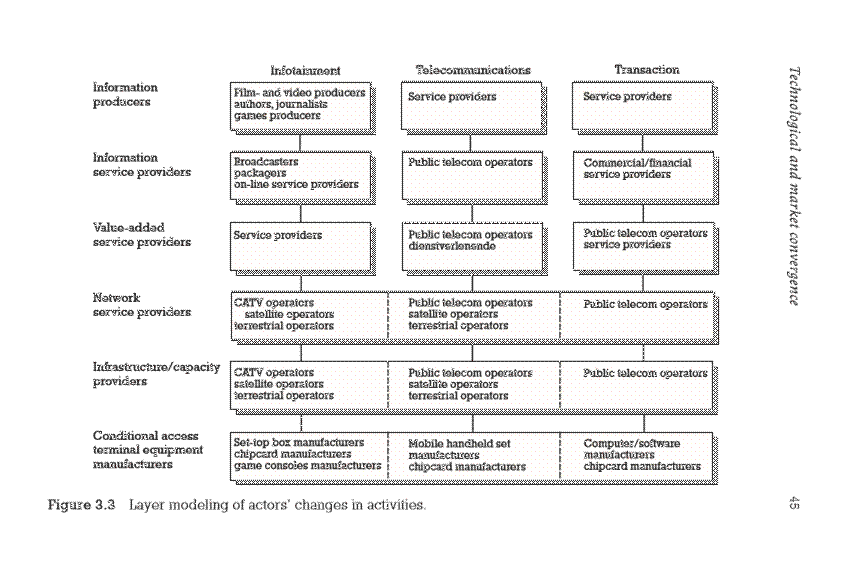 Infotainment
Telecommunications
Transaction
Information
producers
Film- and video producers
authors, journalists
games producers
Service providers
Service providers
Information
service providers
Broadcasters
packagers
on-line service providers
Public telecom operators
Commercial/financial
service providers
Value-added
service providers
Service providers
Public telecom operators
dienstverlenende
Public telecom operators
service providers
Network
service providers
CATV operators
satellite operators
terrestrial operators
Public telecom operators
satellite operators
terrestrial operators
Public telecom operators
Infrastructure/capacity
providers
CATV operators
satellite operators
terrestrial operators
Public telecom operators
satellite operators
terrestrial operators
Public telecom operators
Conditional access
terminal equipment
manufacturers
Set-top box manufacturers
chipcard manufacturers
game consoles manufacturers
Mobile handheld set
manufacturers
chipcard manufacturers
Computer/software
manufacturers
chipcard manufacturers
Figure 3.3 Layer modeling of actors' changes in activities.
Technological and market convergence
45